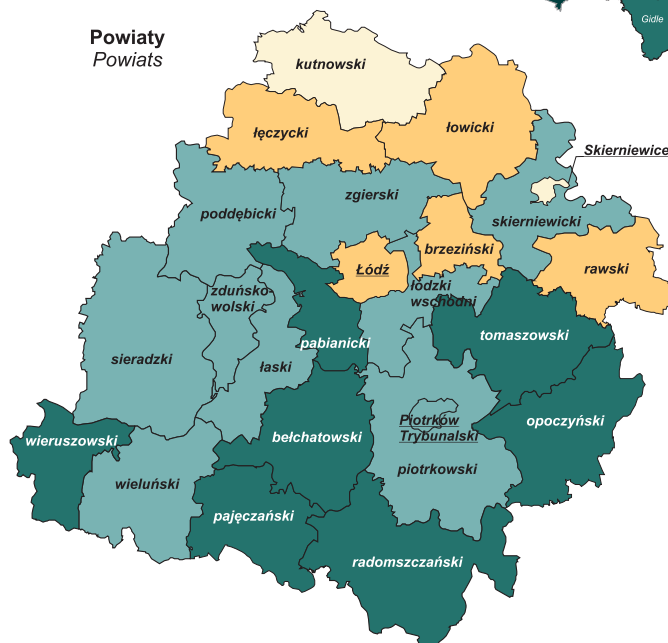 Gidle
Powiaty
Powiats
kutnowski
łęczycki
łowicki
Skierniewice
zgierski
poddębicki
skierniewicki
brzeziński
Łódź
rawski
zduńsko-
wolski
łódzki
wschodni
tomaszowski
pabianicki
sieradzki
łaski
wieruszowski
bełchatowski
Piotrków
Trybunalski
opoczyński
piotrkowski
wieluński
pajęczański
radomszczański